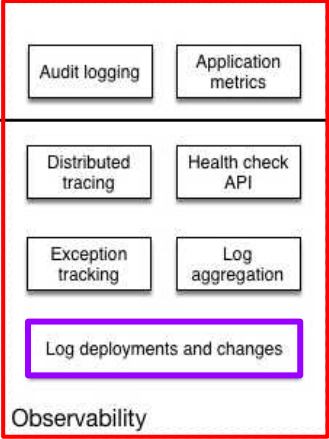 Audit logging
Application
metrics
Distributed
tracing
Health check
API
Exception
tracking
Log
aggregation
Log deployments and changes
Observability